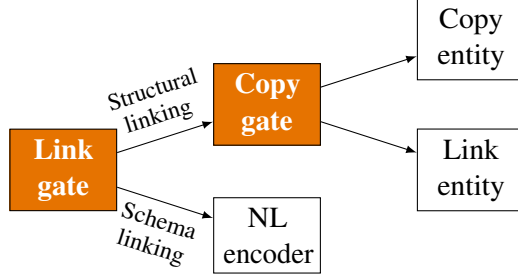 Link
gate
Structural
linking
Schema
linking
Copy
gate
NL
encoder
Copy
entity
Link
entity